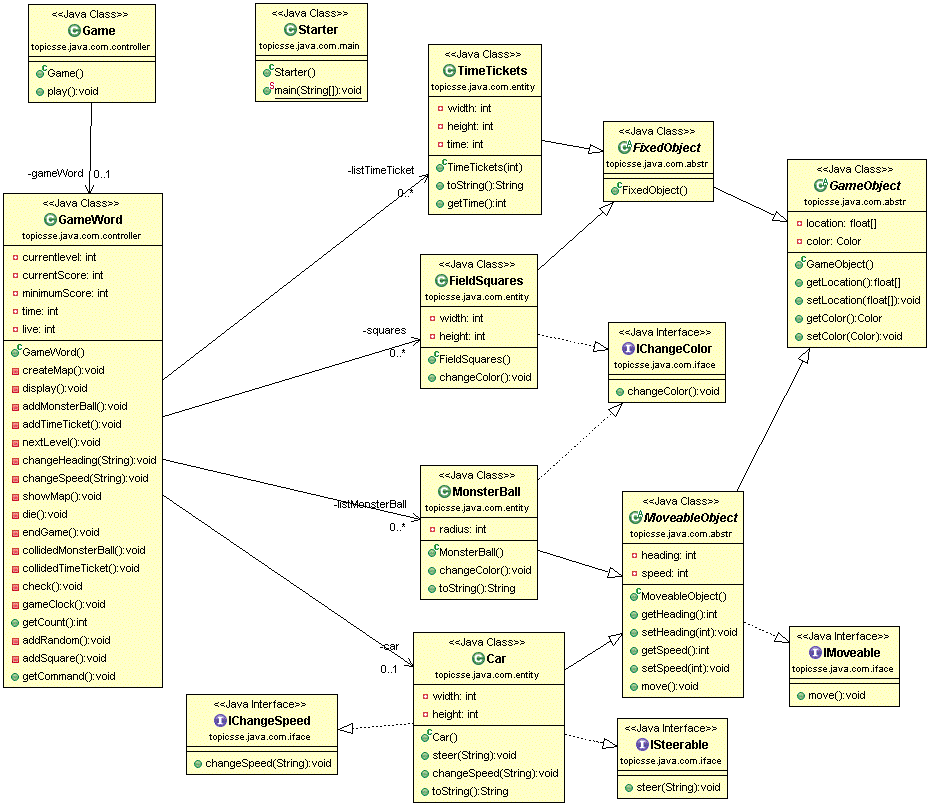 <<Java Class>>
Game
topicsse.java.com.controller
Game()
play():void
<<Java Class>>
Starter
topicsse.java.com.main
Starter()
main(String[]):void
-gameWord
0..1
<<Java Class>>
GameWord
topicsse.java.com.controller
currentlevel: int
currentScore: int
minimumScore: int
time: int
live: int
GameWord()
createMap():void
display():void
addMonsterBall():void
addTimeTicket():void
nextLevel():void
changeHeading(String):void
changeSpeed(String):void
showMap():void
die():void
endGame():void
collidedMonsterBall():void
collidedTimeTicket():void
check():void
gameClock():void
getCount():int
addRandom():void
addSquare():void
getCommand():void
-listTimeTicket
0..*
-squares
0..*
-listMonsterBall
0..*
-car
0..1
<<Java Class>>
TimeTickets
topicsse.java.com.entity
width: int
height: int
time: int
TimeTickets(int)
toString():String
getTime():int
<<Java Class>>
FieldSquares
topicsse.java.com.entity
width: int
height: int
FieldSquares()
changeColor():void
<<Java Class>>
MonsterBall
topicsse.java.com.entity
radius: int
MonsterBall()
changeColor():void
toString():String
<<Java Class>>
Car
topicsse.java.com.entity
width: int
height: int
Car()
steer(String):void
changeSpeed(String):void
toString():String
<<Java Interface>>
IChangeSpeed
topicsse.java.com.iface
changeSpeed(String):void
<<Java Class>>
FixedObject
topicsse.java.com.abstr
FixedObject()
<<Java Interface>>
IChangeColor
topicsse.java.com.iface
changeColor():void
<<Java Class>>
MoveableObject
topicsse.java.com.abstr
heading: int
speed: int
MoveableObject()
getHeading():int
setHeading(int):void
getSpeed():int
setSpeed(int):void
move():void
<<Java Interface>>
ISteerable
topicsse.java.com.iface
steer(String):void
<<Java Class>>
GameObject
topicsse.java.com.abstr
location: float[]
color: Color
GameObject()
getLocation():float[]
setLocation(float[]):void
getColor():Color
setColor(Color):void
<<Java Interface>>
IMoveable
topicsse.java.com.iface
move():void